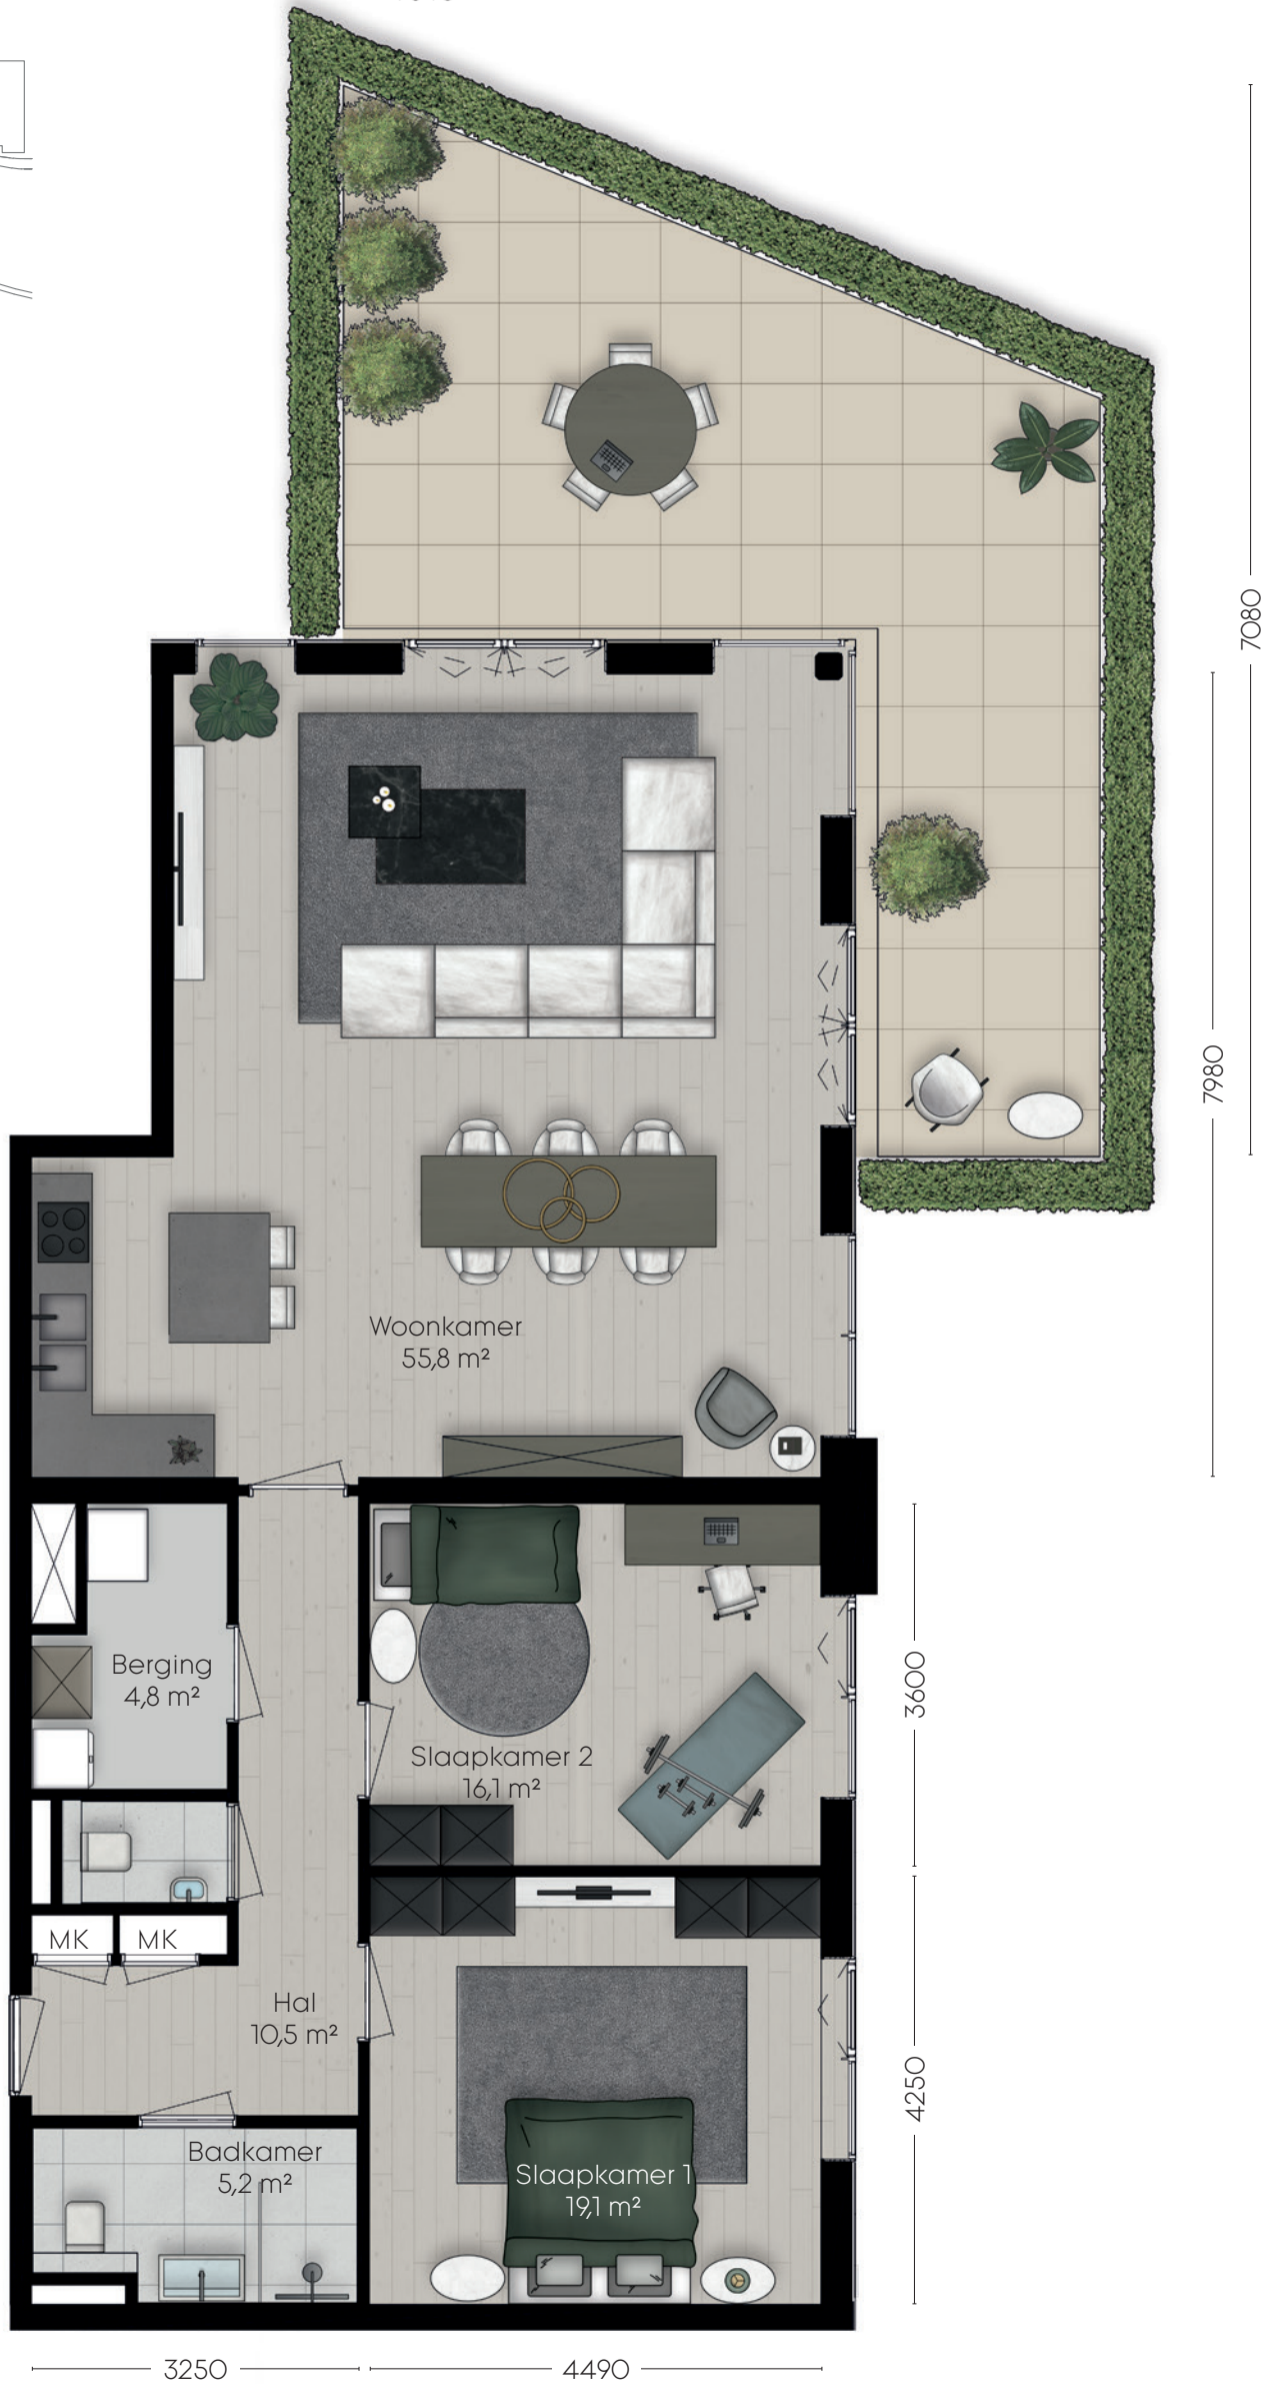 7080
7980
Woonkamer
55,8 m²
Berging
4,8 m²
3600
Slaapkamer 2
16,1 m²
MK
MK
Hal
10,5 m²
4250
Badkamer
5,2 m²
Slaapkamer 1
19,1 m²
3250
4490